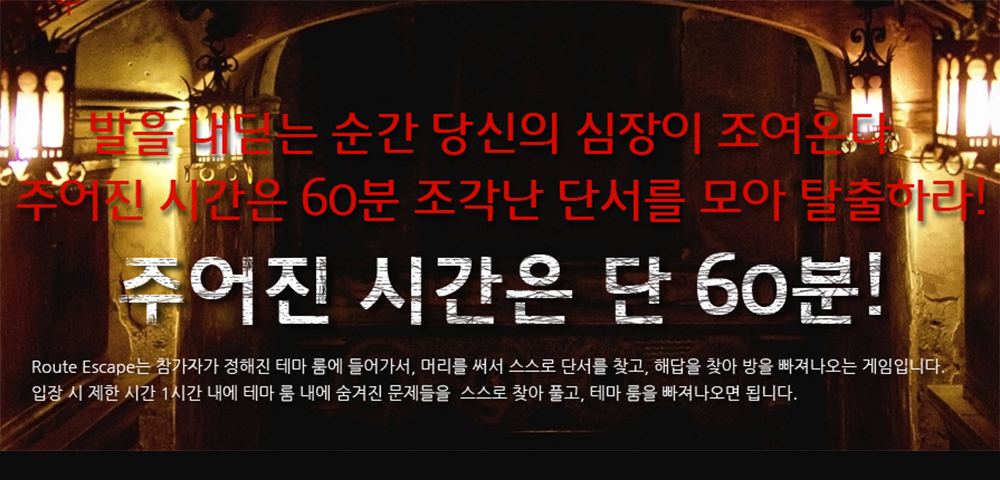 발을 내딛는 순간 당신의 심장이 조여온다
주어진 시간은 60분 조각난 단서를 모아 탈출하라!
주어진 시간은 단 60분!
Route Escape는 참가자가 정해진 테마 룸에 들어가서, 머리를 써서 스스로 단서를 찾고, 해답을 찾아 방을 빠져나오는 게임입니다.
입장 시 제한 시간 1시간 내에 테마 룸 내에 숨겨진 문제들을 스스로 찾아 풀고, 테마 룸을 빠져나오면 됩니다.